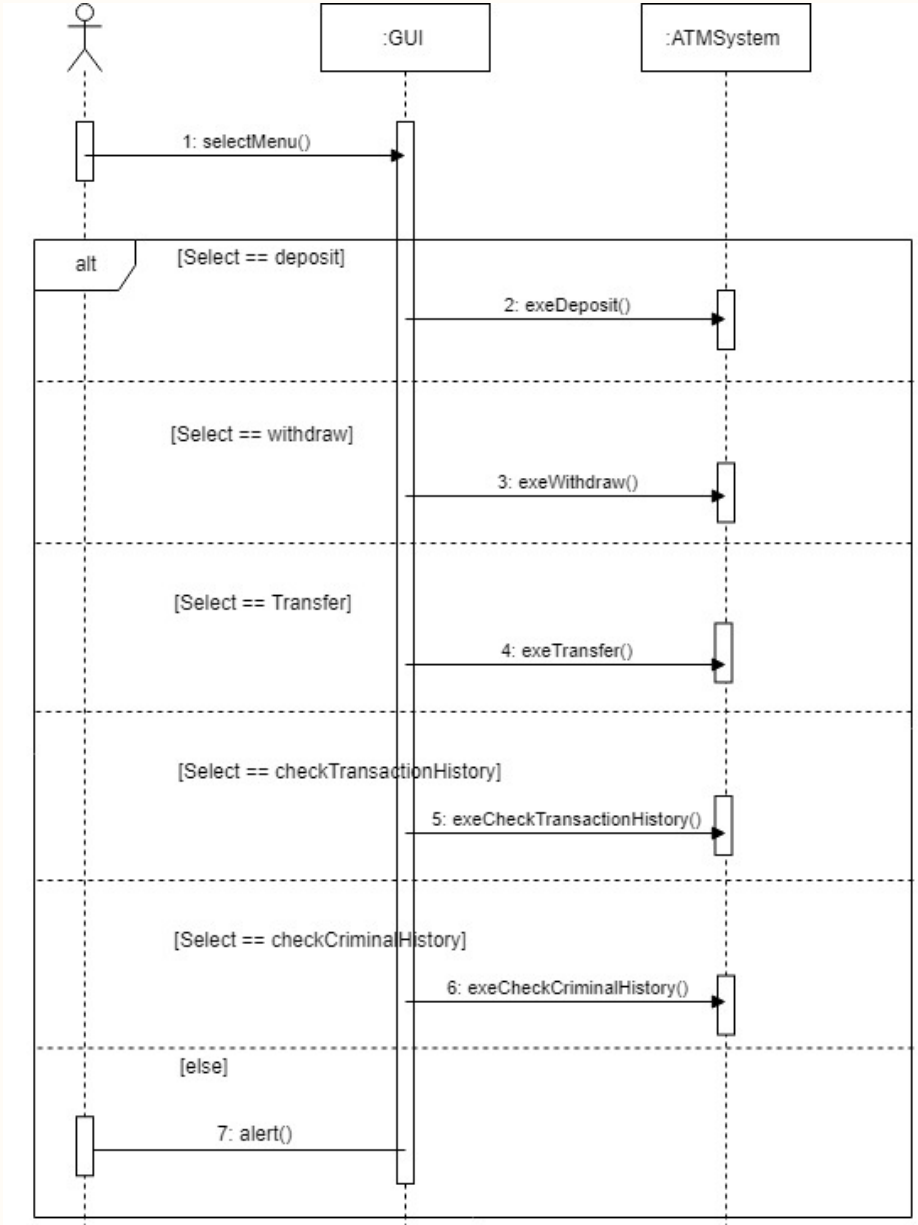 :GUI
:ATMSystem
1: selectMenu()
alt
[Select == deposit]
2: exeDeposit()
[Select == withdraw]
3: exeWithdraw()
[Select == Transfer]
4: exeTransfer()
[Select == checkTransactionHistory]
5: exeCheckTransactionHistory()
[Select == checkCriminalHistory]
6: exeCheckCriminalHistory()
[else]
7: alert()